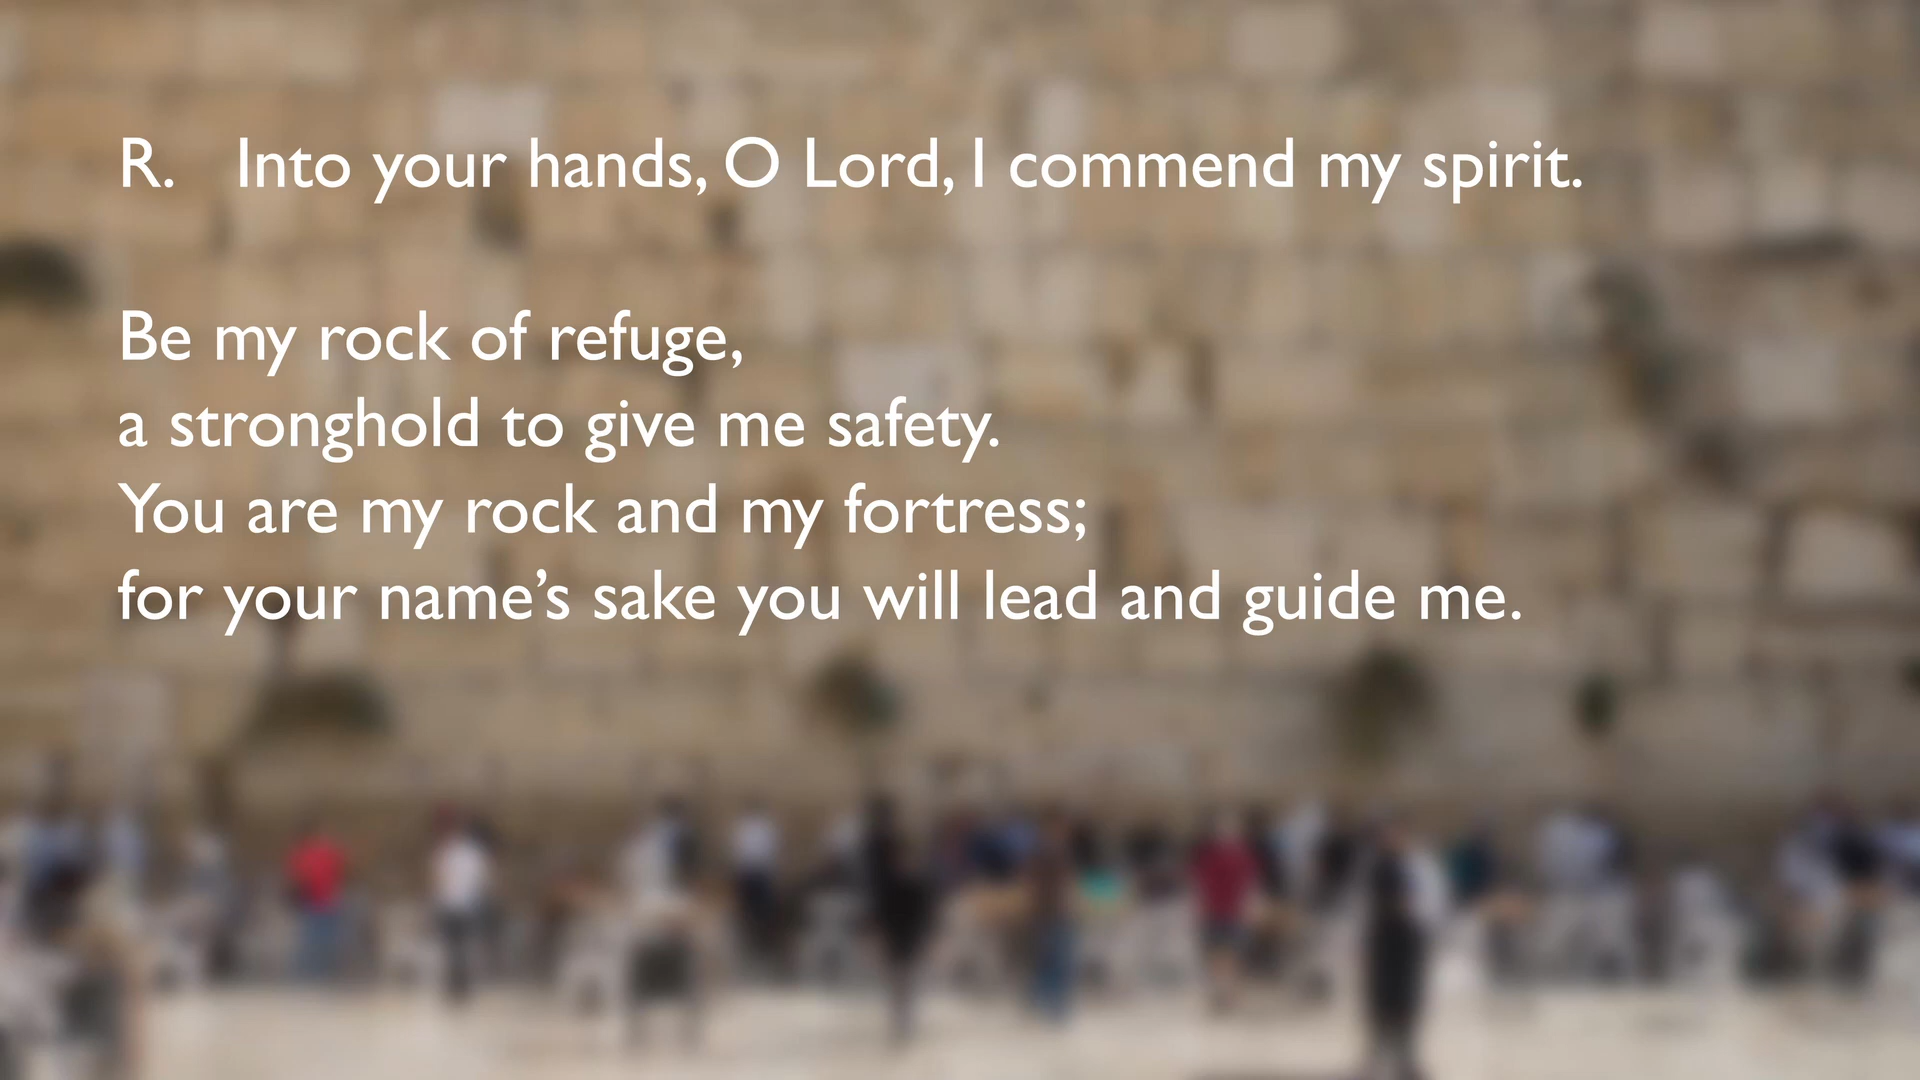 R. Into your hands, O Lord, I commend my spirit.
Be my rock of refuge,
a stronghold to give me safety.
You are my rock and my fortress;
for your name’s sake you will lead and guide me.